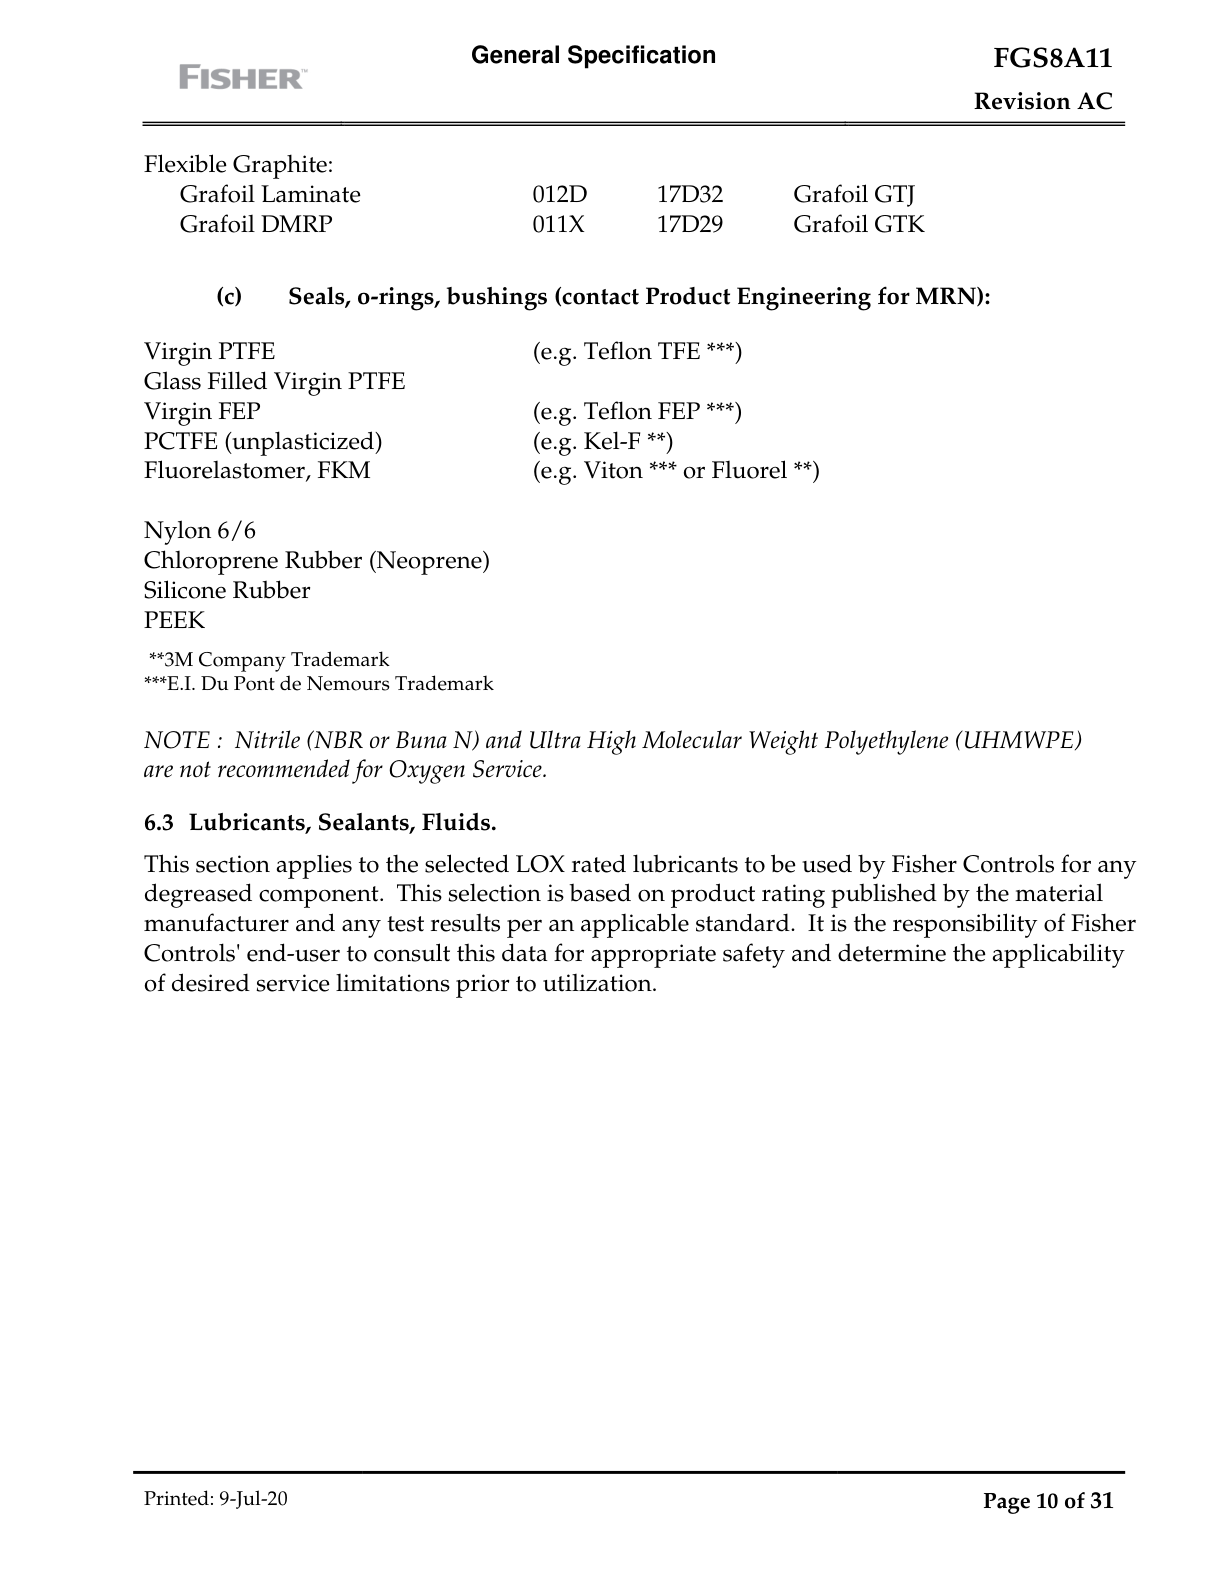 General Specification
FGS8A11
FISHER™
Revision AC
Flexible Graphite:
Grafoil Laminate 012D 17D32 Grafoil GTJ
Grafoil DMRP 011X 17D29 Grafoil GTK
(c) Seals, o-rings, bushings (contact Product Engineering for MRN):
Virgin PTFE (e.g. Teflon TFE ***)
Glass Filled Virgin PTFE
Virgin FEP (e.g. Teflon FEP ***)
PCTFE (unplasticized) (e.g. Kel-F **)
Fluorelastomer, FKM (e.g. Viton *** or Fluorel **)
Nylon 6/6
Chloroprene Rubber (Neoprene)
Silicone Rubber
PEEK
**3M Company Trademark
***E.I. Du Pont de Nemours Trademark
NOTE : Nitrile (NBR or Buna N) and Ultra High Molecular Weight Polyethylene (UHMWPE)
are not recommended for Oxygen Service.
6.3 Lubricants, Sealants, Fluids.
This section applies to the selected LOX rated lubricants to be used by Fisher Controls for any
degreased component. This selection is based on product rating published by the material
manufacturer and any test results per an applicable standard. It is the responsibility of Fisher
Controls' end-user to consult this data for appropriate safety and determine the applicability
of desired service limitations prior to utilization.
Printed: 9-Jul-20
Page 10 of 31